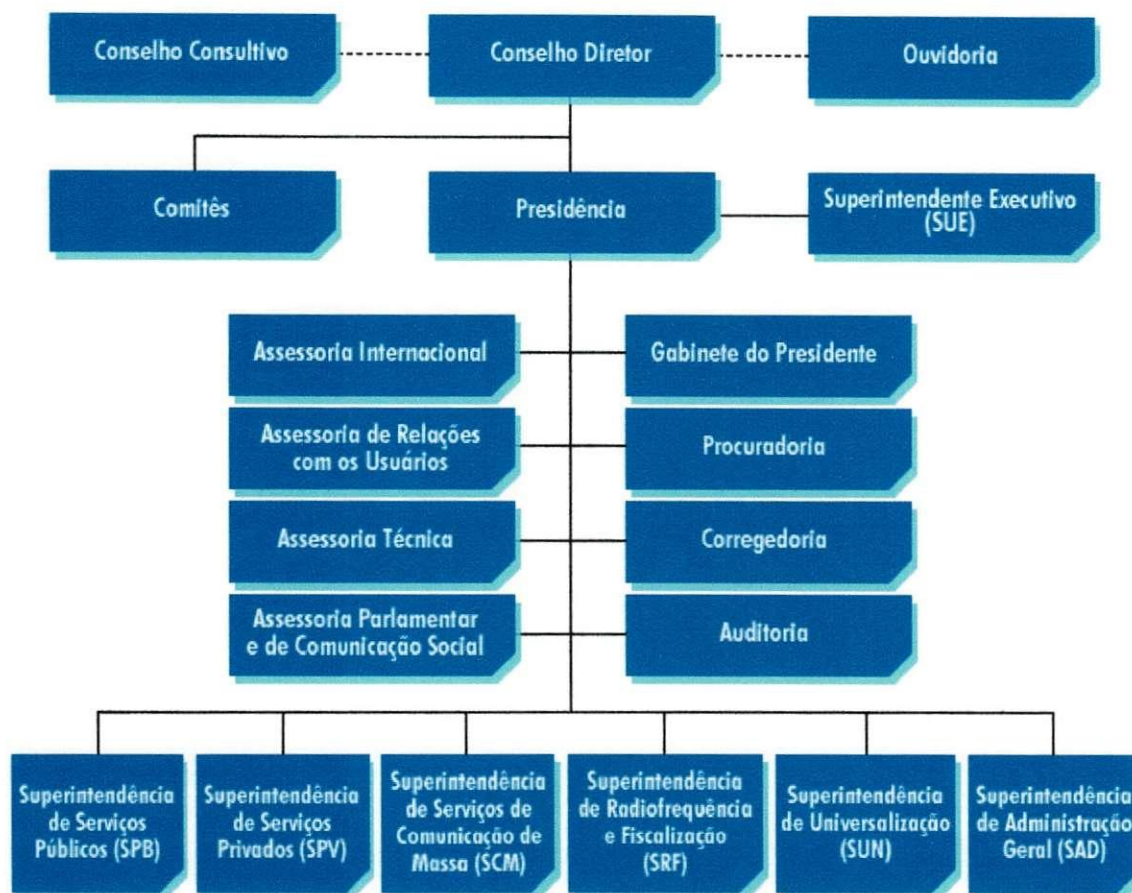 Conselho Consultivo
Conselho Diretor
Ouvidoria
Comitês
Presidência
Superintendente Executivo
(SUE)
Assessoria Internacional
Gabinete do Presidente
Assessoria de Relações
com os Usuários
Procuradoria
Assessoria Técnica
Corregedoria
Assessoria Parlamentar
e de Comunicação Social
Auditoria
Superintendência
de Serviços
Públicos (SPB)
Superintendência
de Serviços
Privados (SPV)
Superintendência
de Serviços de
Comunicação de
Massa (SCM)
Superintendência
de Radiofrequência
e Fiscalização
(SRF)
Superintendência
de Universalização
(SUN)
Superintendência
de Administração
Geral (SAD)